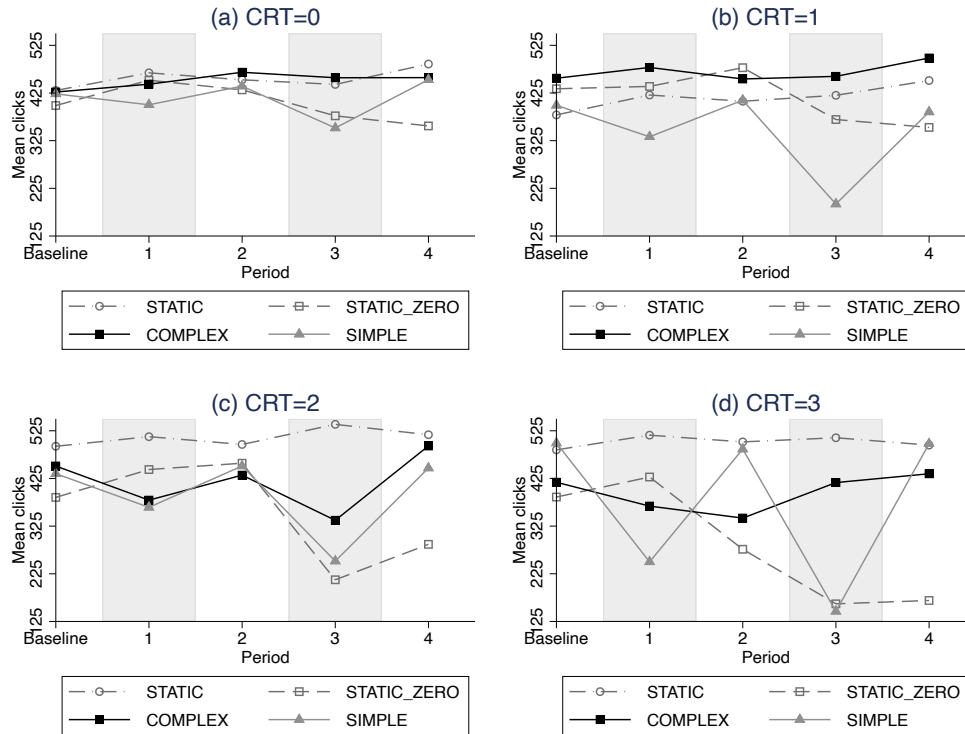 (a) CRT=0
Mean clicks
125 225 325 425 525
Baseline 1 2 3 4
Period
STATIC STATIC_ZERO
COMPLEX SIMPLE
(b) CRT=1
Mean clicks
125 225 325 425 525
Baseline 1 2 3 4
Period
STATIC STATIC_ZERO
COMPLEX SIMPLE
(c) CRT=2
Mean clicks
125 225 325 425 525
Baseline 1 2 3 4
Period
STATIC STATIC_ZERO
COMPLEX SIMPLE
(d) CRT=3
Mean clicks
125 225 325 425 525
Baseline 1 2 3 4
Period
STATIC STATIC_ZERO
COMPLEX SIMPLE